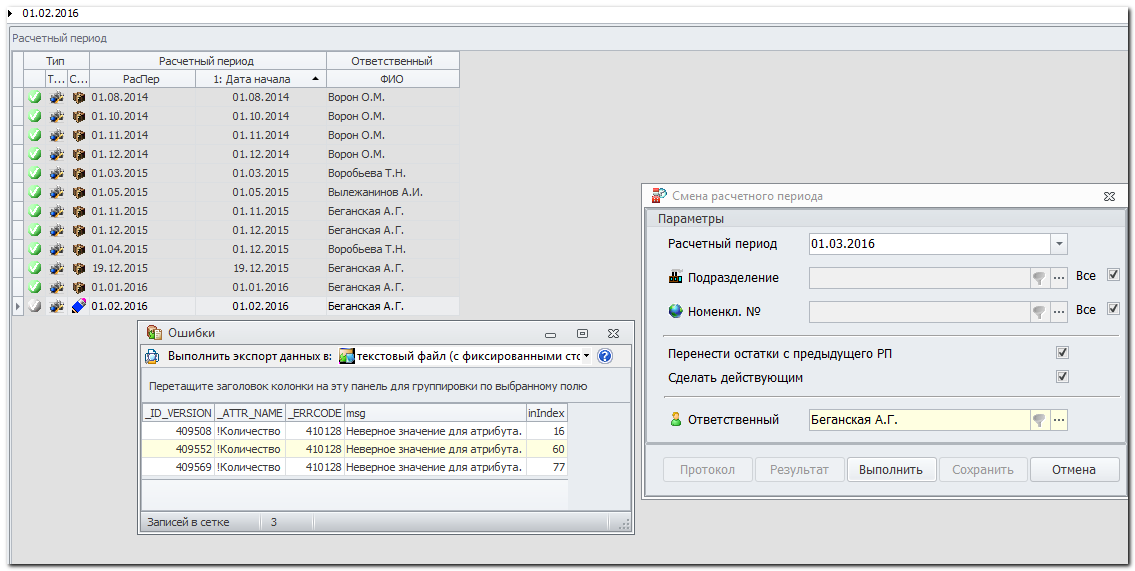 01.02.2016
Расчетный период
Тип Расчетный период Ответственный
Т... С... РасПер 1: Дата начала ФИО
01.08.2014 01.08.2014 Ворон О.М.
01.10.2014 01.10.2014 Ворон О.М.
01.11.2014 01.11.2014 Ворон О.М.
01.12.2014 01.12.2014 Ворон О.М.
01.03.2015 01.03.2015 Воробьева Т.Н.
01.05.2015 01.05.2015 Вылежанинов А.И.
01.11.2015 01.11.2015 Беганская А.Г.
01.12.2015 01.12.2015 Беганская А.Г.
01.04.2015 01.12.2015 Воробьева Т.Н.
19.12.2015 19.12.2015 Беганская А.Г.
01.01.2016 01.01.2016 Беганская А.Г.
01.02.2016 01.02.2016 Беганская А.Г.
Ошибки
Выполнить экспорт данных в: текстовый файл (с фиксированными сто
Перетащите заголовок колонки на эту панель для группировки по выбранному полю
_ID_VERSION _ATTR_NAME _ERRCODE msg inIndex
409508 !Количество 410128 Неверное значение для атрибута. 16
409552 !Количество 410128 Неверное значение для атрибута. 60
409569 !Количество 410128 Неверное значение для атрибута. 77
Записей в сетке 3
Смена расчетного периода
Параметры
Расчетный период 01.03.2016
Подразделение ... Все
Номенкл. № ... Все
Перенести остатки с предыдущего РП
Сделать действующим
Ответственный Беганская А.Г. ...
Протокол Результат Выполнить Сохранить Отмена